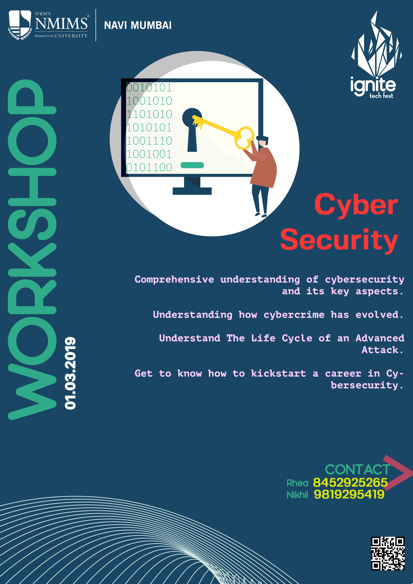 SVKM'S
NMIMS
Deemed to be UNIVERSITY
NAVI MUMBAI
ignite
tech fest
WORKSHOP
01.03.2019
0010101
1001010
1101010
1010101
1001110
1001001
0101100
Cyber
Security
Comprehensive understanding of cybersecurity
and its key aspects.
Understanding how cybercrime has evolved.
Understand The Life Cycle of an Advanced
Attack.
Get to know how to kickstart a career in Cy-
bersecurity.
CONTACT
Rhea 8452925265
Nikhil 9819295419